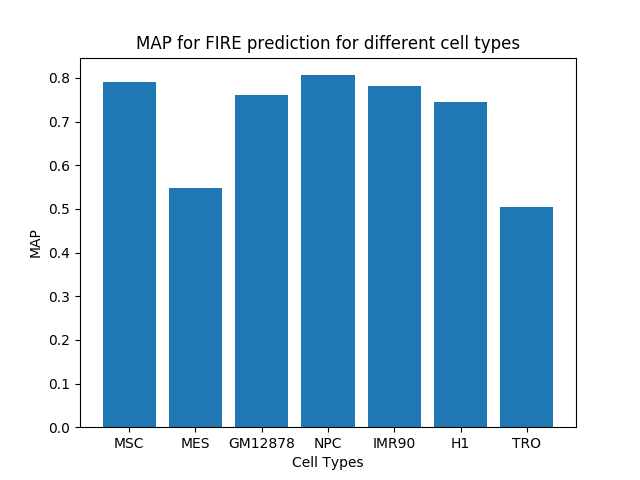 MAP for FIRE prediction for different cell types
0.8
0.7
0.6
0.5
0.4
0.3
0.2
0.1
0.0
MAP
MSC MES GM12878 NPC IMR90 H1 TRO
Cell Types